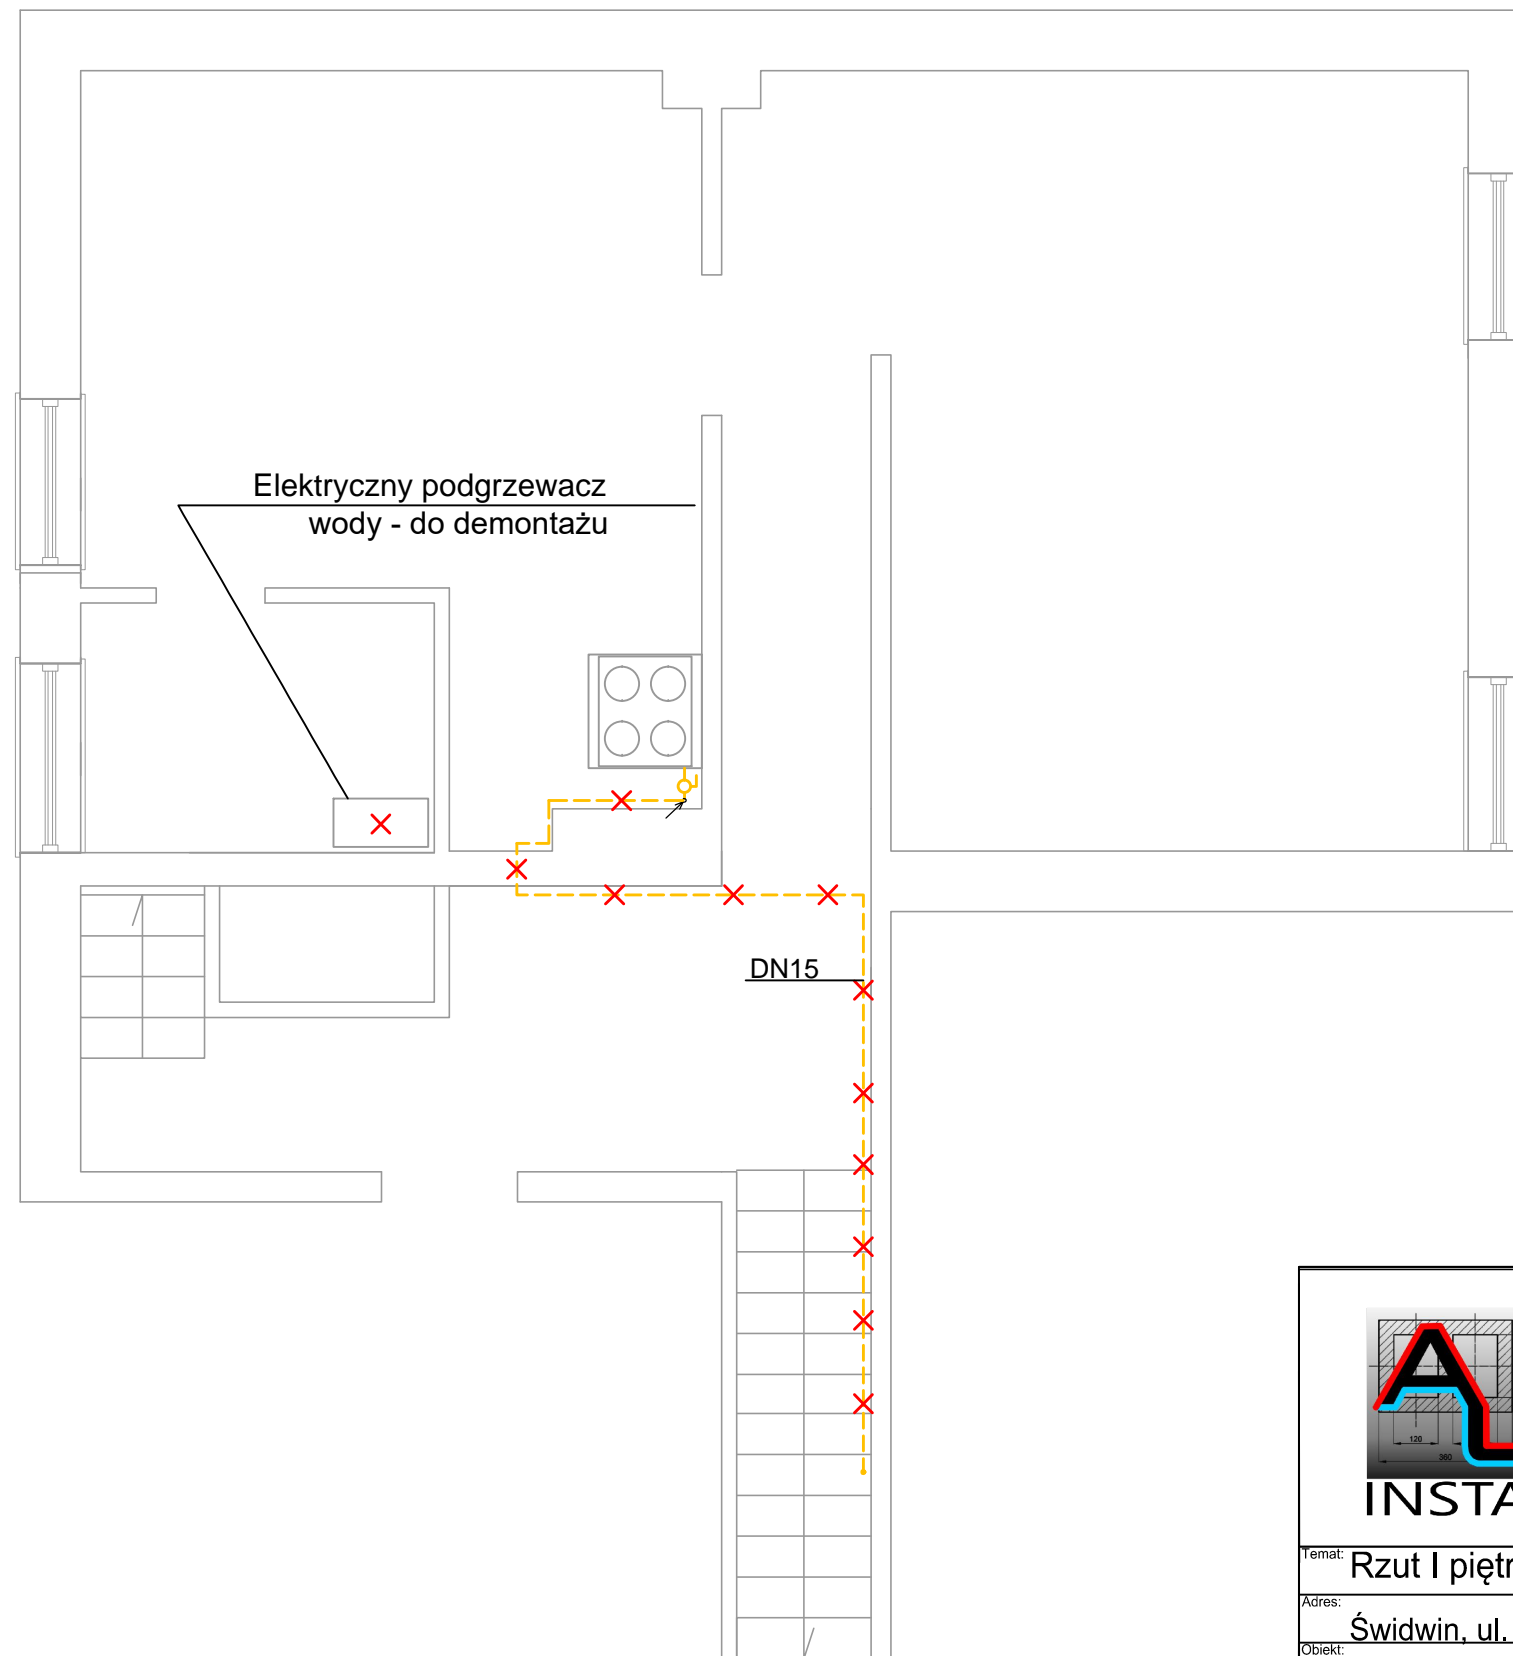 Elektryczny podgrzewacz
wody - do demontażu
DN15
120
360
INSTA
Temat: Rzut I piętr
Adres:
Świdwin, ul.
Obiekt: